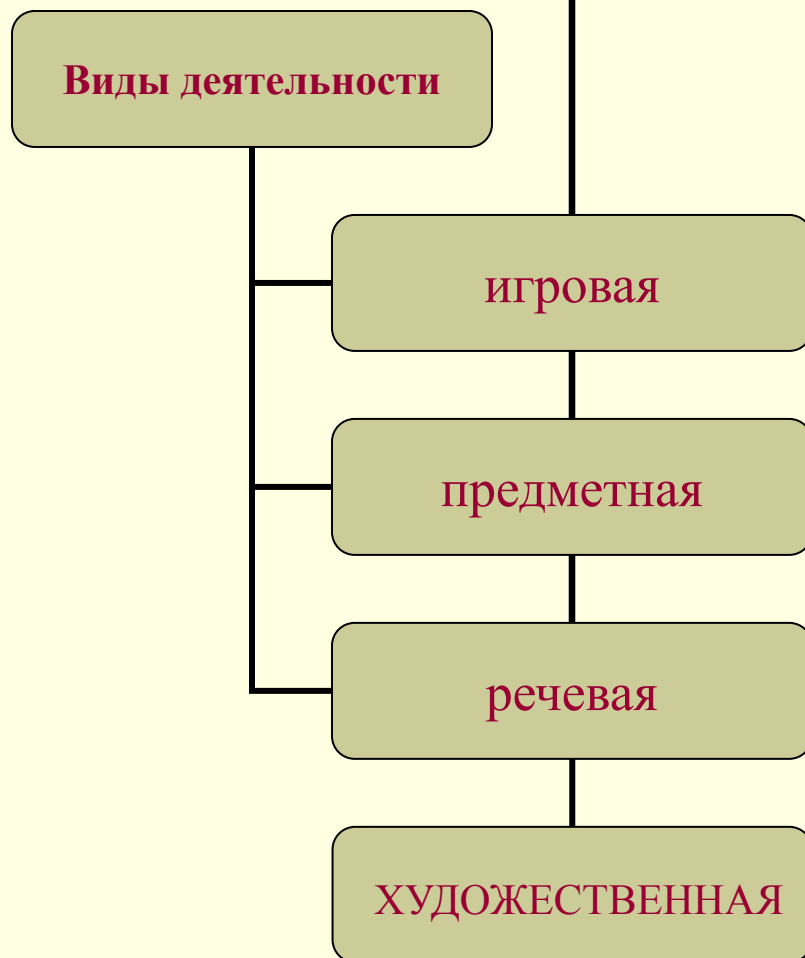 Виды деятельности
игровая
предметная
речевая
ХУДОЖЕСТВЕННАЯ